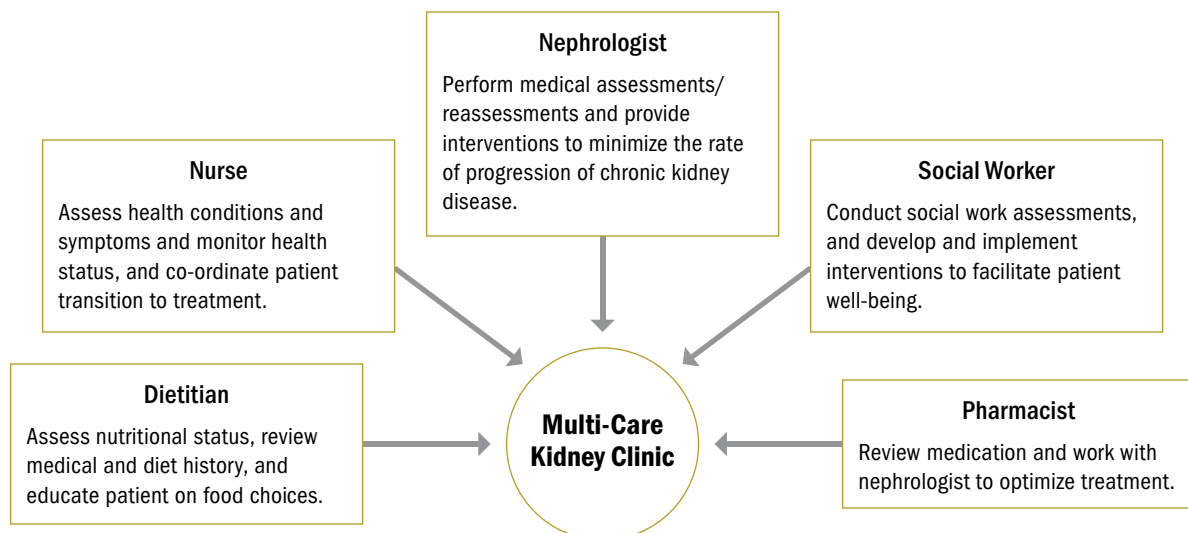 Nephrologist
Perform medical assessments/
reassessments and provide
interventions to minimize the rate
of progression of chronic kidney
disease.
Nurse
Assess health conditions and
symptoms and monitor health
status, and co-ordinate patient
transition to treatment.
Social Worker
Conduct social work assessments,
and develop and implement
interventions to facilitate patient
well-being.
Dietitian
Assess nutritional status, review
medical and diet history, and
educate patient on food choices.
Multi-Care
Kidney Clinic
Pharmacist
Review medication and work with
nephrologist to optimize treatment.